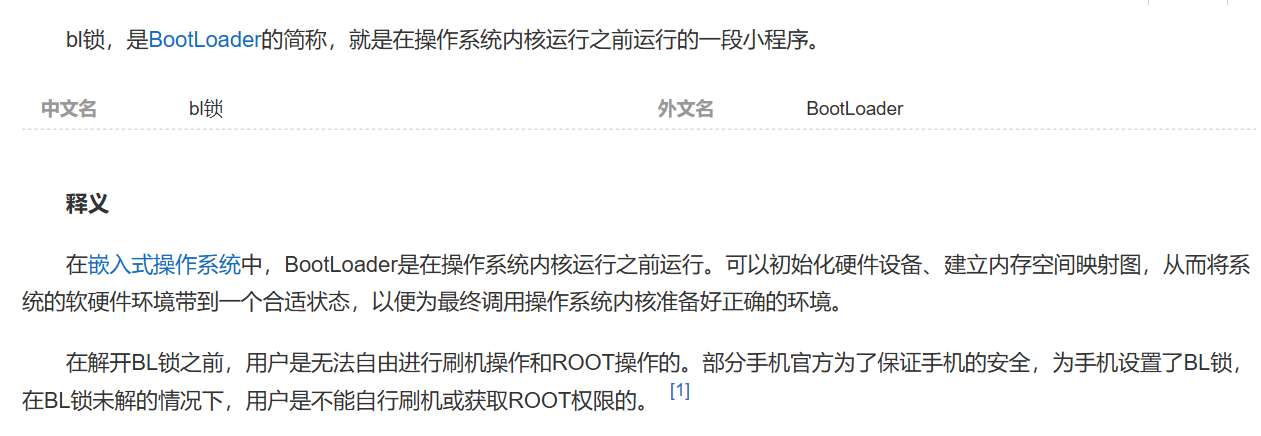 bl锁，是BootLoader的简称，就是在操作系统内核运行之前运行的一段小程序。
中文名 bl锁 外文名 BootLoader
释义
在嵌入式操作系统中，BootLoader是在操作系统内核运行之前运行。可以初始化硬件设备、建立内存空间映射图，从而将系
统的软硬件环境带到一个合适状态，以便为最终调用操作系统内核准备好正确的环境。
在解开BL锁之前，用户是无法自由进行刷机操作和ROOT操作的。部分手机官方为了保证手机的安全，为手机设置了BL锁，
在BL锁未解的情况下，用户是不能自行刷机或获取ROOT权限的。 [1]